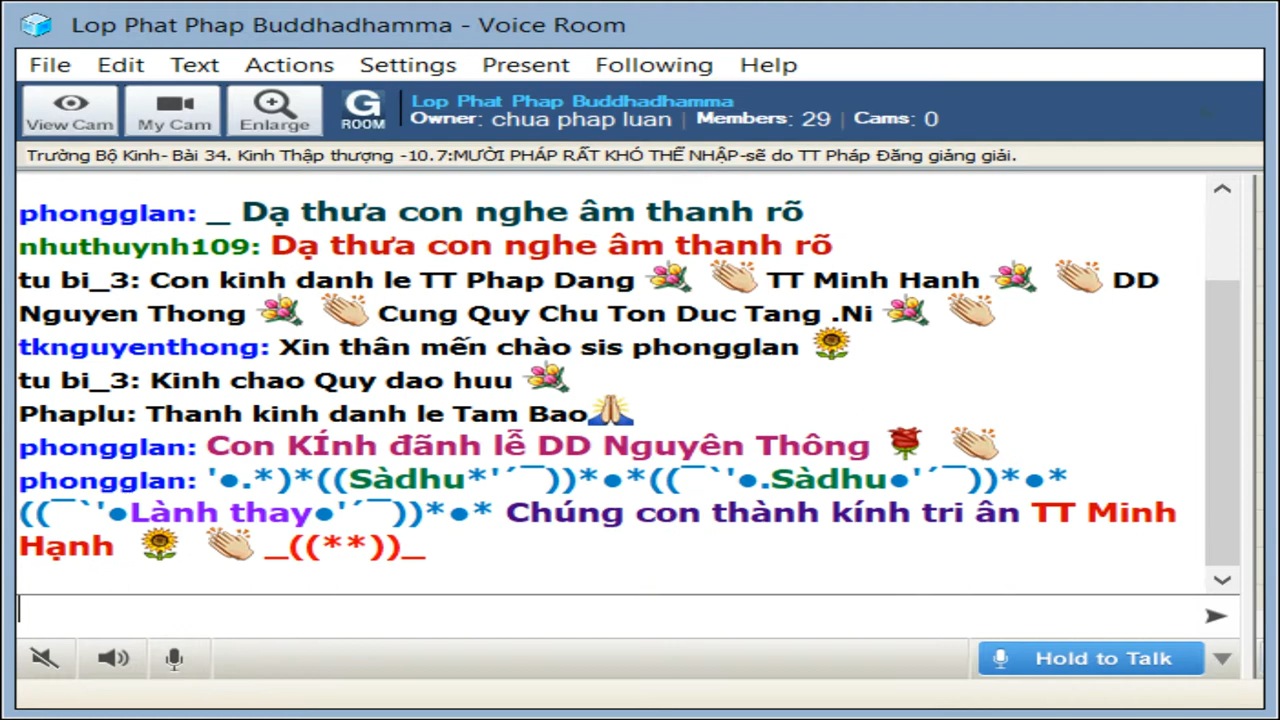 Lop Phat Phap Buddhadhamma - Voice Room
File Edit Text Actions Settings Present Following Help
View Cam My Cam Enlarge G ROOM
Lop Phat Phap Buddhadhamma
Owner: chua phap luan | Members: 29 | Cams: 0
Trường Bộ Kinh- Bài 34. Kinh Thập thượng -10.7:MƯỜI PHÁP RẤT KHÓ THỂ NHẬP-sẽ do TT Pháp Đăng giảng giải.
phongglan: _ Dạ thưa con nghe âm thanh rõ
nhuthuynh109: Dạ thưa con nghe âm thanh rõ
tu bi_3: Con kinh danh le TT Phap Dang 💐 👏 TT Minh Hanh 💐 👏 DD
Nguyen Thong 💐 👏 Cung Quy Chu Ton Duc Tang .Ni 💐 👏
tknguyenthong: Xin thân mến chào sis phongglan 🌻
tu bi_3: Kinh chao Quy dao huu 💐
Phaplu: Thanh kinh danh le Tam Bao🙏
phongglan: Con KÍnh đãnh lễ DD Nguyên Thông 🌹 👏
phongglan: '●.*)*((Sàdhu*'´¯))*●*((¯`'●.Sàdhu●'´¯))*●*
((¯`'●Lành thay●'´¯))*●* Chúng con thành kính tri ân TT Minh
Hạnh 🌻 👏 _((**))_
Hold to Talk